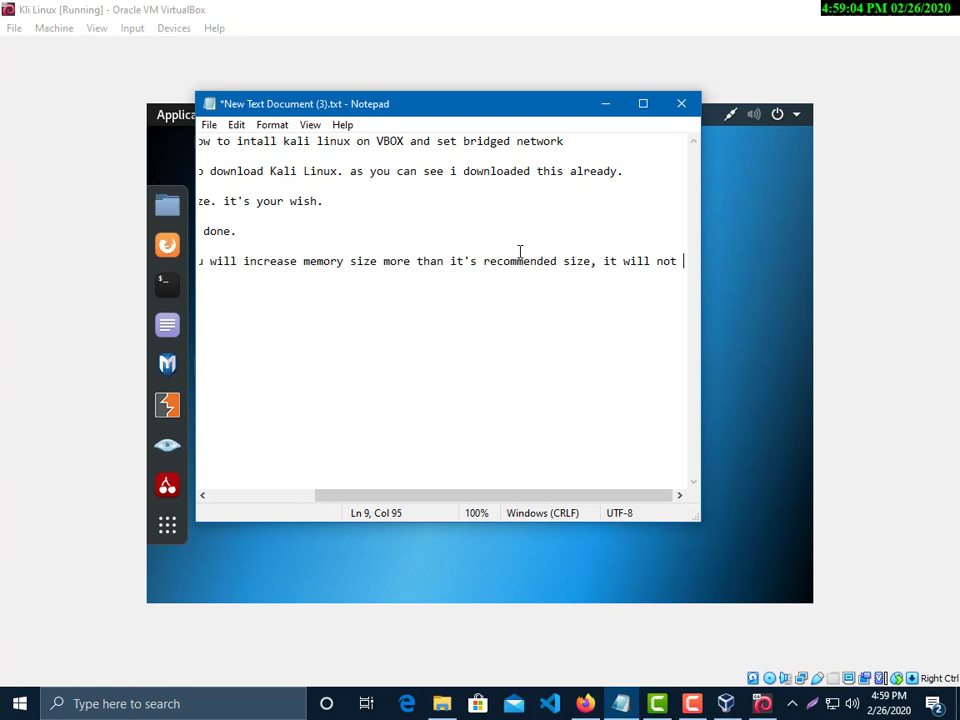 Kli Linux [Running] - Oracle VM VirtualBox
4:59:04 PM 02/26/2020
File Machine View Input Devices Help
*New Text Document (3).txt - Notepad
Applica
File Edit Format View Help
ow to intall kali linux on VBOX and set bridged network
o download Kali Linux. as you can see i downloaded this already.
ze. it's your wish.
done.
u will increase memory size more than it's recommended size, it will not
Ln 9, Col 95 100% Windows (CRLF) UTF-8
Right Ctrl
Type here to search
4:59 PM
2/26/2020
2